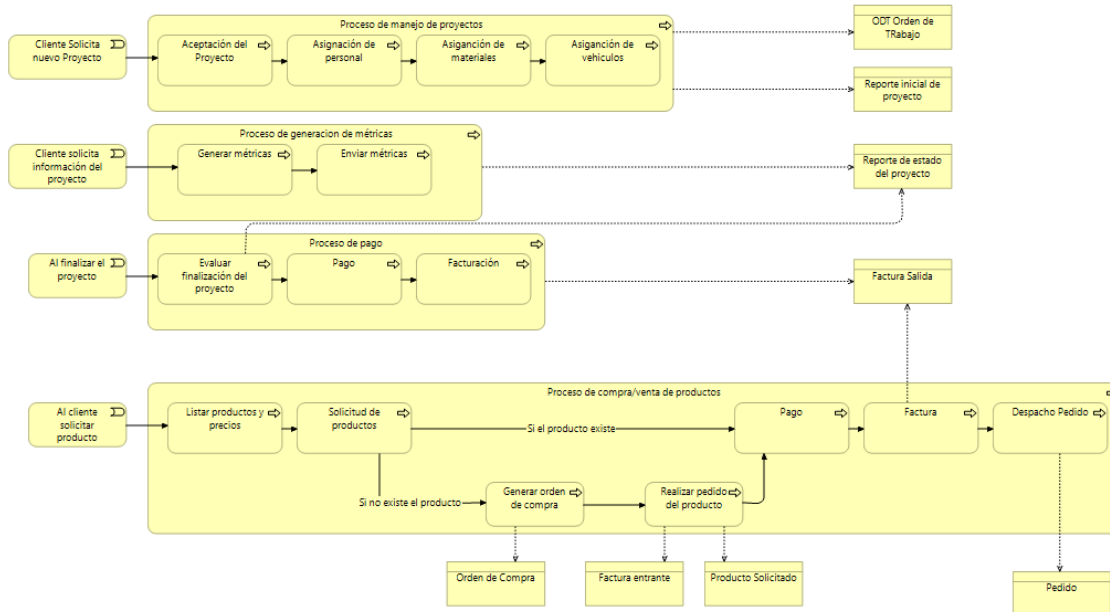 Proceso de manejo de proyectos
Cliente Solicita
nuevo Proyecto
Aceptación del
Proyecto
Asignación de
personal
Asiganción de
materiales
Asigancion de
vehiculos
ODT Orden de
TRabajo
Reporte inicial de
proyecto
Proceso de generacion de métricas
Cliente solicita
información del
proyecto
Generar métricas
Enviar métricas
Reporte de estado
del proyecto
Proceso de pago
Al finalizar el
proyecto
Evaluar
finalización del
proyecto
Pago
Facturación
Factura Salida
Proceso de compra/venta de productos
Al cliente
solicitar
producto
Listar productos y
precios
Solicitud de
productos
Si el producto existe
Pago
Factura
Despacho Pedido
Si no existe el producto
Generar orden
de compra
Realizar pedido
del producto
Orden de Compra
Factura entrante
Producto Solicitado
Pedido